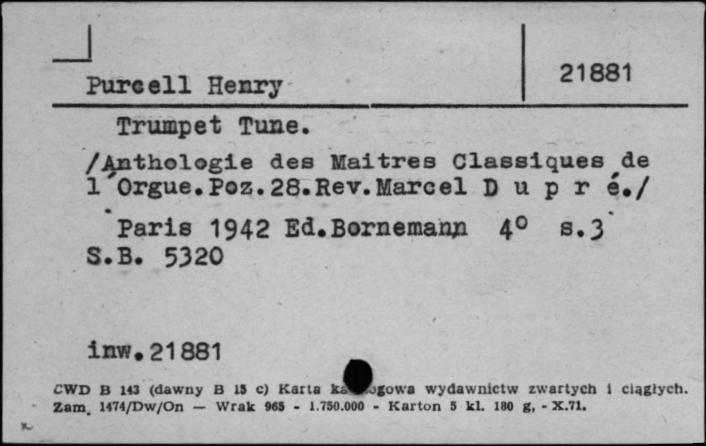 Purcell Henry 21881
Trumpet Tune.
/Anthologie des Maitres Classiques de
l'Orgue.Poz.28.Rev.Marcel D u p r é./
Paris 1942 Ed.Bornemann 4° s.3
S.B. 5320
inw.21881
CWD B 143 (dawny B 15 c) Karta wydawnictw zwartych i ciągłych.
Zam. 1474/Dw/On — Wrak 965 - 1.750.000 - Karton 5 kl. 180 g, - X.71.